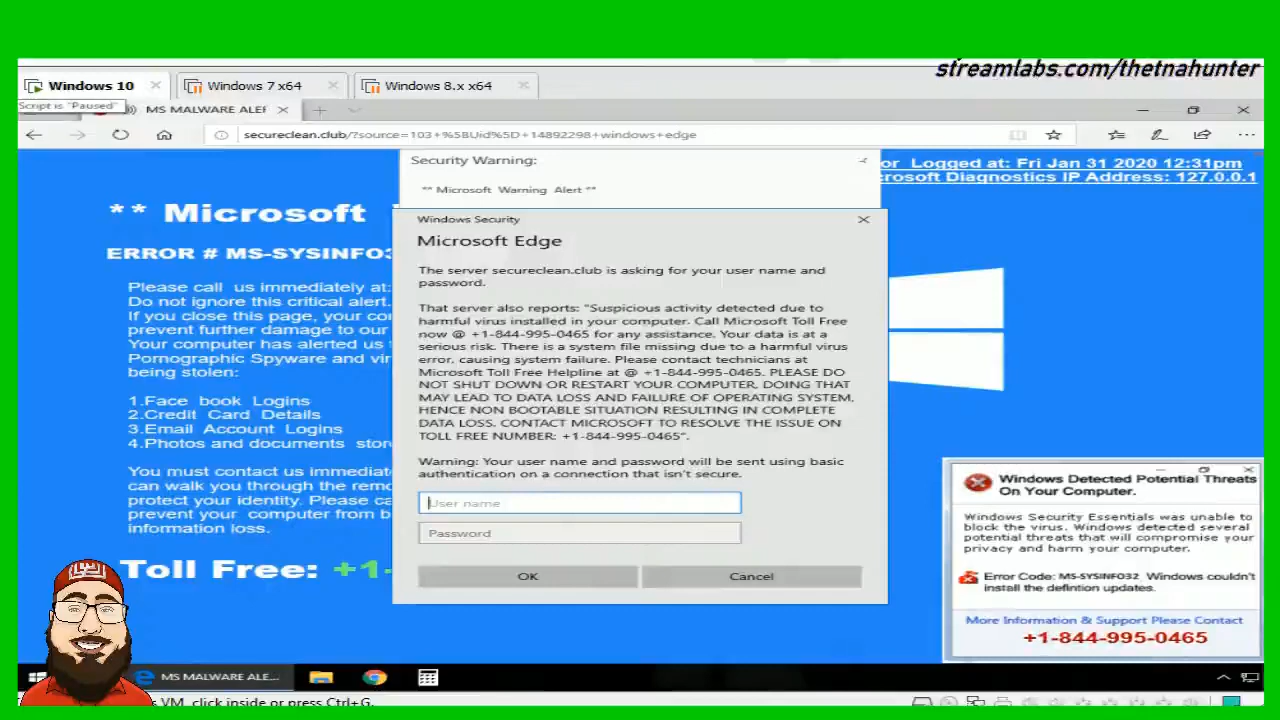 streamlabs.com/thetnahunter
Windows 10
Windows 7 x64
Windows 8.x x64
Script is "Paused"
MS MALWARE ALEF
secureclean.club/?source=103+%5BUid%5D+14892298+windows+edge
Security Warning:
** Microsoft Warning Alert **
or Logged at: Fri Jan 31 2020 12:31pm
crosoft Diagnostics IP Address: 127.0.0.1
** Microsoft
ERROR # MS-SYSINFO3
Please call us immediately at:
Do not ignore this critical alert.
If you close this page, your co
prevent further damage to our
Your computer has alerted us t
Pornographic Spyware and vi
being stolen:
1.Face book Logins
2.Credit Card Details
3.Email Account Logins
4.Photos and documents stor
You must contact us immediat
can walk you through the remo
protect your identity. Please ca
prevent your computer from b
information loss.
Toll Free: +1-
Windows Security
Microsoft Edge
The server secureclean.club is asking for your user name and
password.
That server also reports: "Suspicious activity detected due to
harmful virus installed in your computer. Call Microsoft Toll Free
now @ +1-844-995-0465 for any assistance. Your data is at a
serious risk. There is a system file missing due to a harmful virus
error, causing system failure. Please contact technicians at
Microsoft Toll Free Helpline at @ +1-844-995-0465. PLEASE DO
NOT SHUT DOWN OR RESTART YOUR COMPUTER, DOING THAT
MAY LEAD TO DATA LOSS AND FAILURE OF OPERATING SYSTEM,
HENCE NON BOOTABLE SITUATION RESULTING IN COMPLETE
DATA LOSS. CONTACT MICROSOFT TO RESOLVE THE ISSUE ON
TOLL FREE NUMBER: +1-844-995-0465".
Warning: Your user name and password will be sent using basic
authentication on a connection that isn't secure.
User name
Password
OK
Cancel
Windows Detected Potential Threats
On Your Computer.
Windows Security Essentials was unable to
block the virus. Windows detected several
potential threats that will compromise your
privacy and harm your computer.
Error Code: MS-SYSINFO32 Windows couldn't
install the defintion updates.
More Information & Support Please Contact
+1-844-995-0465
MS MALWARE ALE...
VM, click inside or press Ctrl+G.